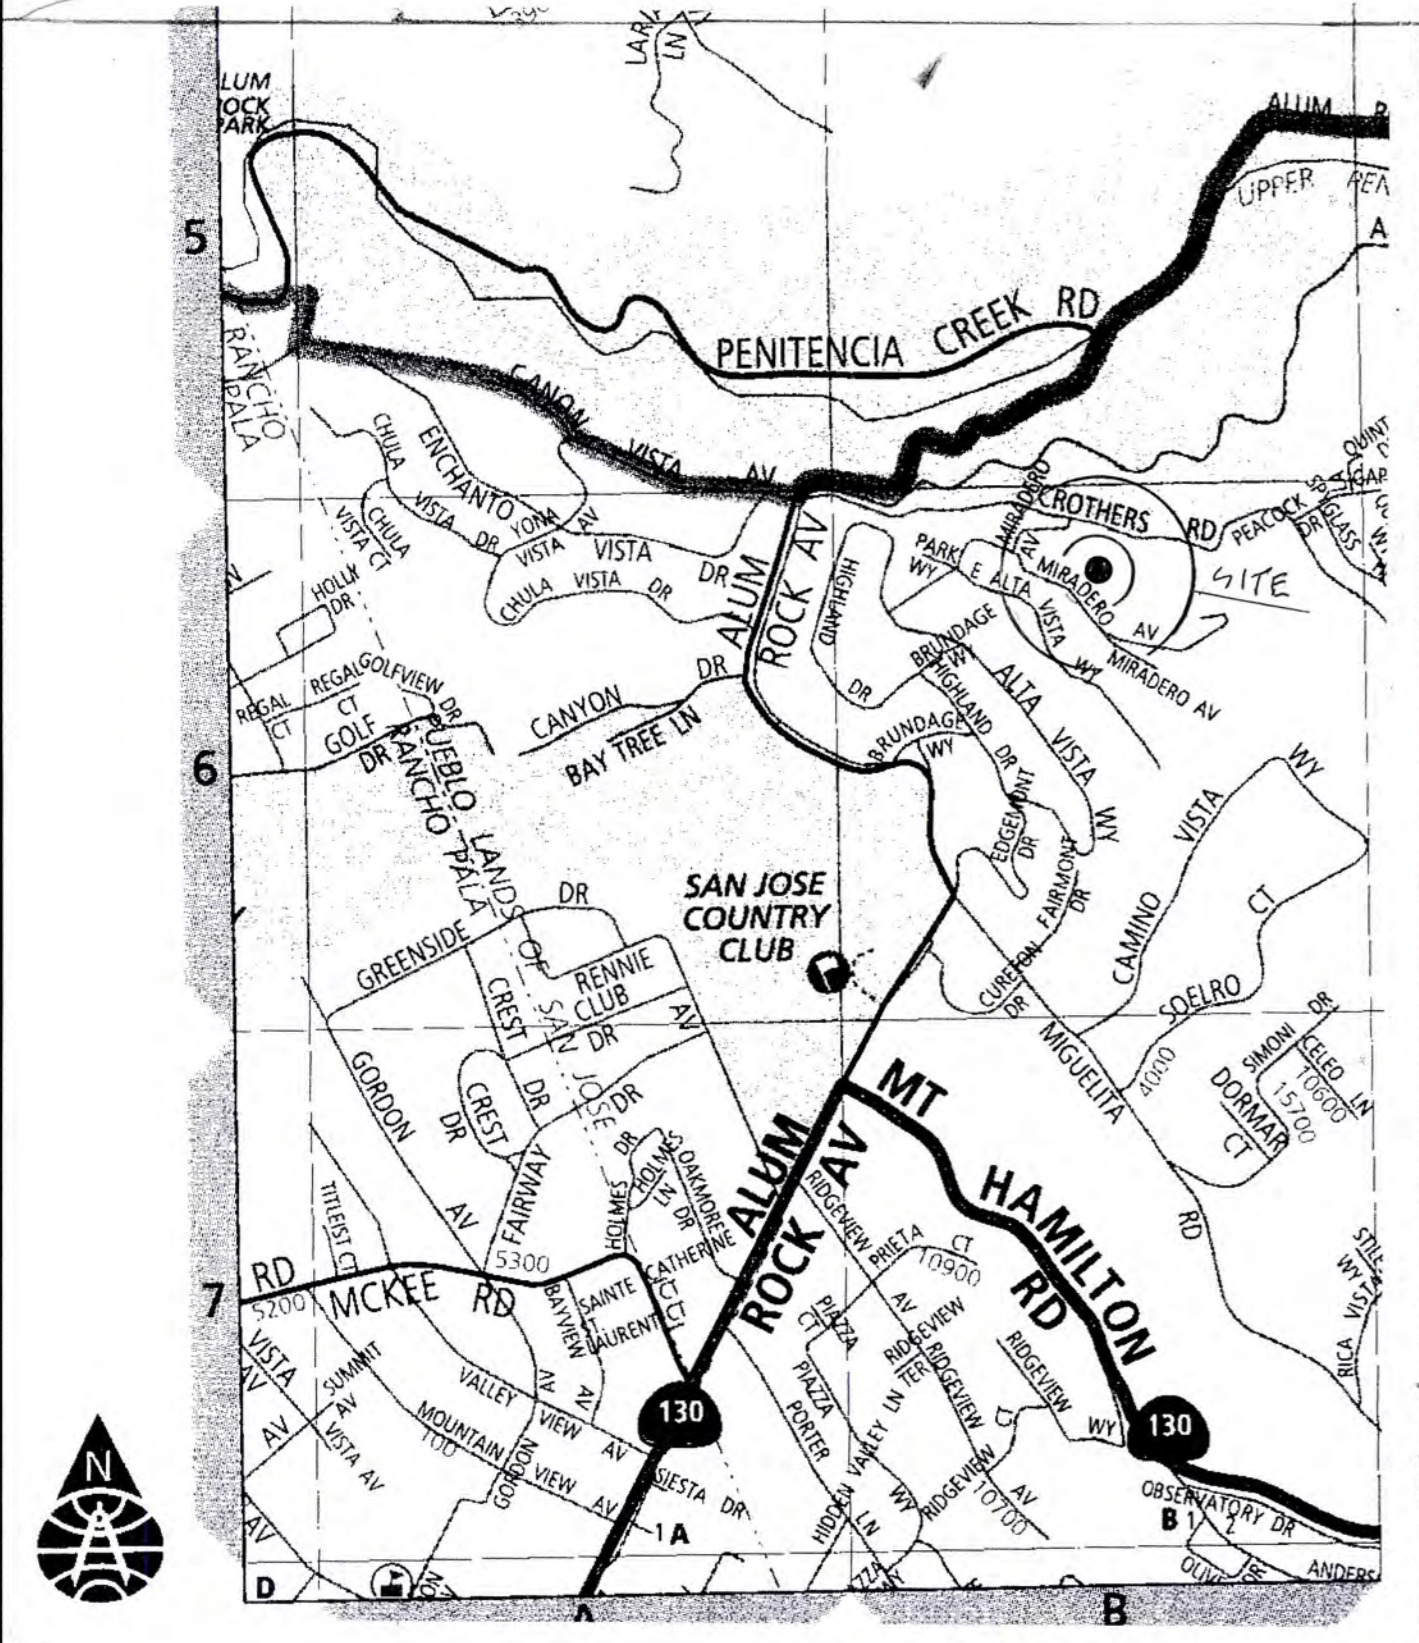 LN
LUM
OCK
PARK
ALUM
UPPER
5
A
PENITENCIA CREEK RD
RANCHO
PALA
CANON
VISTA
AV
CHULA
VISTA
DR
ENCHANTO
YONA
AV
VISTA
VISTA
DR
CHULA
VISTA CT
CHULA
VISTA
DR
HOLLY
DR
ALUM
ROCK AV
HIGHLAND
DR
PARK
WY
E ALTA
VISTA
WY
MIRADERO
AV
MIRADERO
AV
MIRADERO AV
CROTHERS
RD
PEACOCK
DR
SPYGLASS
QUINT
SITE
BRUNDAGE
WY
HIGHLAND
DR
BRUNDAGE
WY
ALTA
VISTA
WY
REGAL
CT
REGAL
CT
GOLFVIEW
DR
GOLF
DR
CANYON
DR
BAY TREE LN
6
PUEBLO LANDS OF SAN JOSE
RANCHO PALA
EDGEMONT
DR
FAIRMONT
DR
CURETON
DR
CAMINO
VISTA
WY
SAN JOSE
COUNTRY
CLUB
GREENSIDE
DR
RENNIE
AV
CLUB
DR
CREST
DR
CREST
DR
DR
SOELRO
CT
4000
SIMONI
DR
CELEO
LN
10600
15700
DORMAR
CT
MIGUELITA
RD
GORDON
AV
FAIRWAY
MT
HAMILTON
RD
ALUM
ROCK
AV
TITLEIST CT
HOLMES
DR
HOLMES
LN
OAKMORE
DR
SAINTE
CATHERINE
CT
RIDGEVIEW
AV
PRIETA
CT
10900
7
RD
5200
MCKEE
RD
5300
BAYVIEW
AV
ST
LAURENT
CT
PIAZZA
CT
PIAZZA
RIDGEVIEW
TER
RIDGEVIEW
AV
RIDGEVIEW
WY
CT
RIDGEVIEW
10700
RICA
VISTA
WY
VISTA
AV
SUMMIT
AV
AV
VISTA AV
VALLEY
VIEW
AV
AV
MOUNTAIN
100
VIEW
AV
GORDON
130
130
PORTER
LN
HIDDEN VALLEY LN
WY
SIESTA DR
1 A
OBSERVATORY DR
B 1 2
OLIVE
ANDERS
N
AV
D
A
B